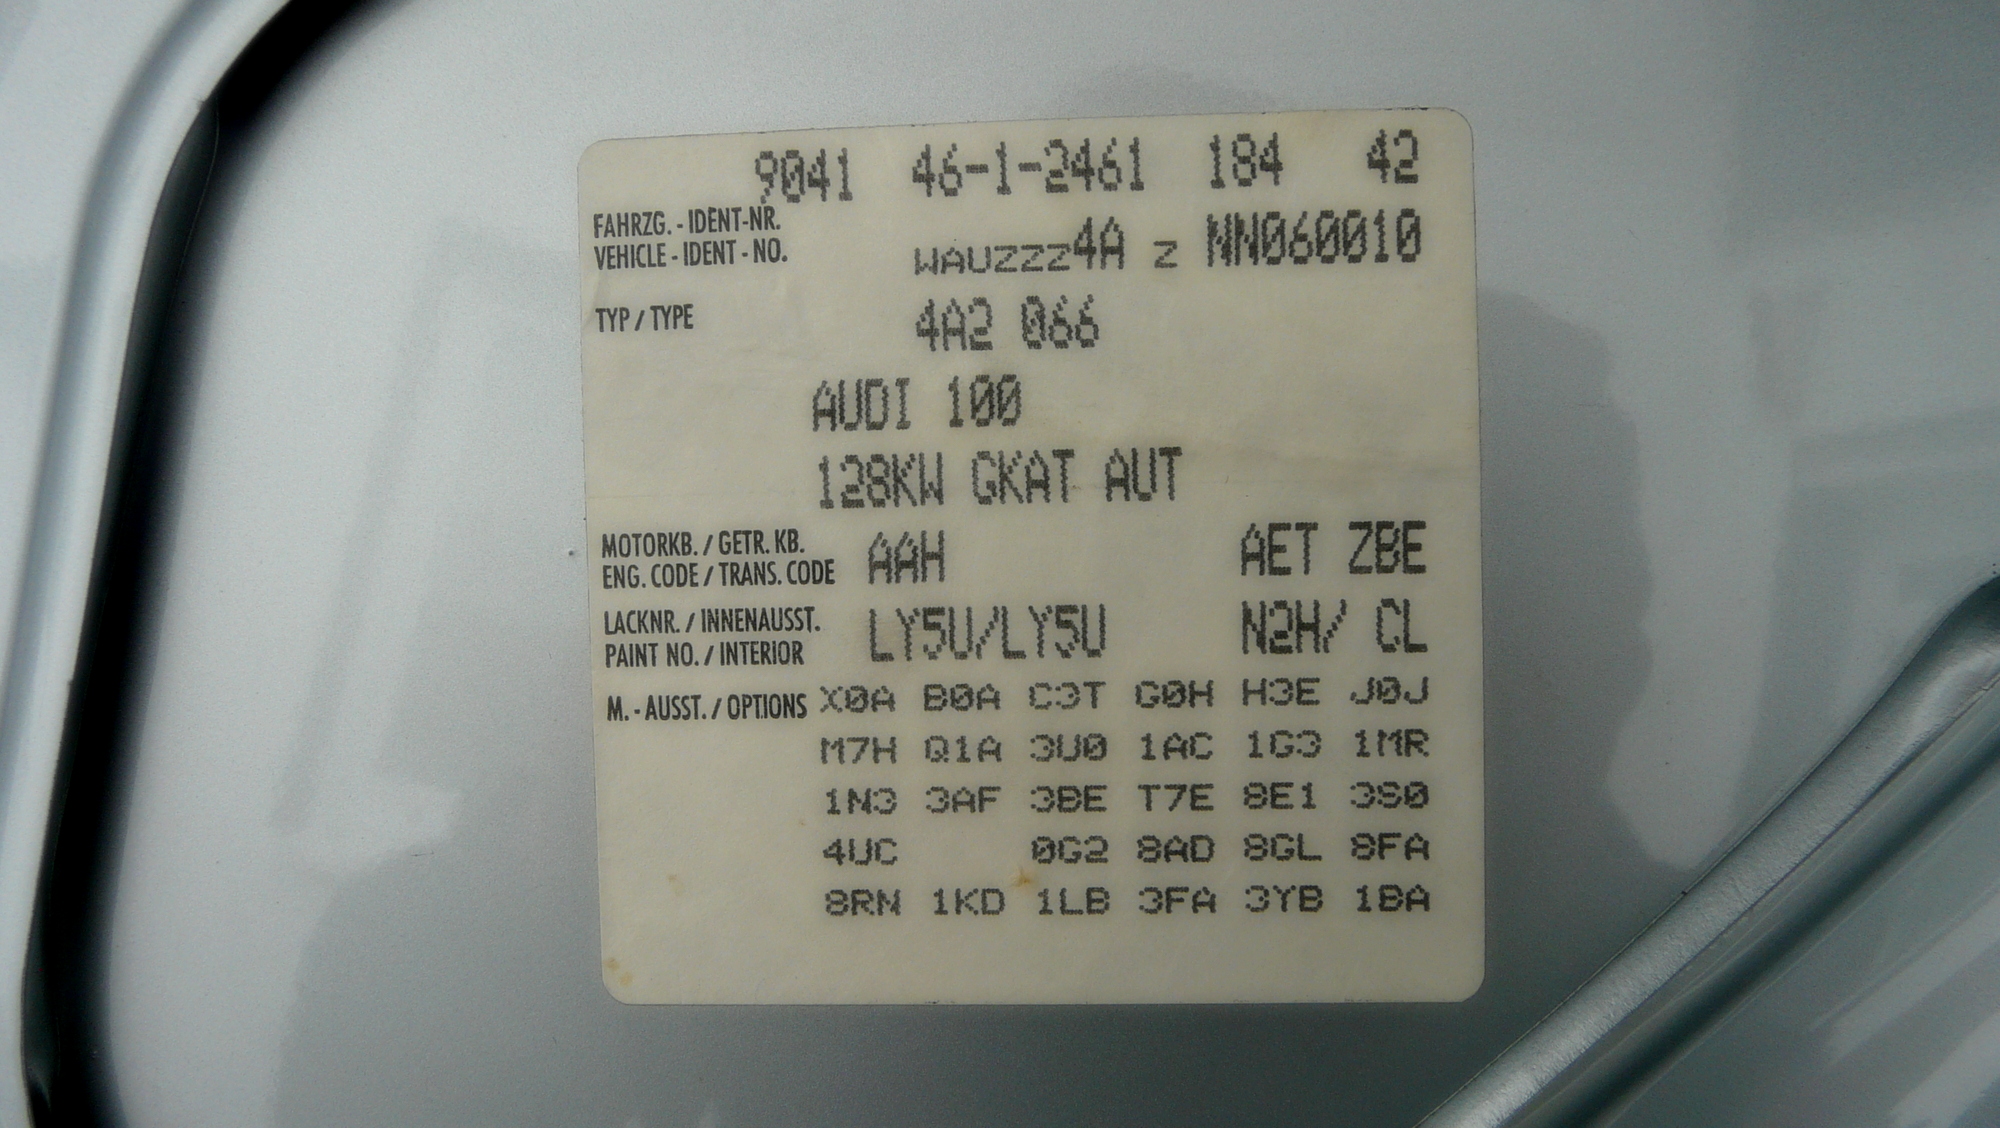 9041 46-1-2461 184 42
FAHRZG.-IDENT-NR.
VEHICLE-IDENT-NO. WAUZZZ4A Z NN060010
TYP/TYPE 4A2 066
AUDI 100
128KW GKAT AUT
MOTORKB./GETR.KB.
ENG.CODE/TRANS.CODE AAH AET ZBE
LACKNR./INNENAUSST.
PAINT NO./INTERIOR LY5U/LY5U N2H/ CL
M.-AUSST./OPTIONS X0A B0A C3T G0H H3E J0J
M7H Q1A 3U0 1AC 1G3 1MR
1N3 3AF 3BE T7E 8E1 3S0
4UC 0G2 8AD 8GL 8FA
8RN 1KD 1LB 3FA 3YB 1BA